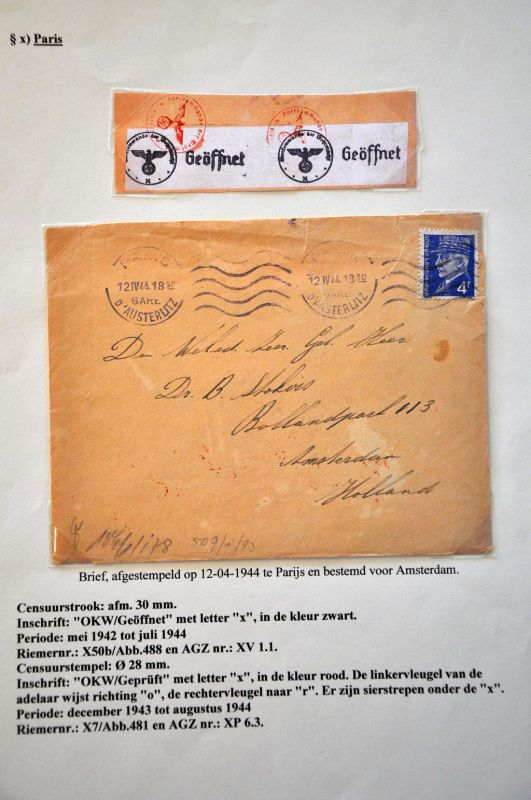 § x) Paris
Geöffnet Geöffnet
12 IV 44. 18 30 12 IV 44. 18 30
GARE GARE
D'AUSTERLITZ D'AUSTERLITZ
4F
Den Weled. Zeer Gel. Heer
Dr. B. Stokvis
113
Amsterdam
Holland
Brief, afgestempeld op 12-04-1944 te Parijs en bestemd voor Amsterdam.
Censuurstrook: afm. 30 mm.
Inschrift: "OKW/Geöffnet" met letter "x", in de kleur zwart.
Periode: mei 1942 tot juli 1944
Riemernr.: X50b/Abb.488 en AGZ nr.: XV 1.1.
Censuurstempel: Ø 28 mm.
Inschrift: "OKW/Geprüft" met letter "x", in de kleur rood. De linkervleugel van de
adelaar wijst richting "o", de rechtervleugel naar "r". Er zijn sierstrepen onder de "x".
Periode: december 1943 tot augustus 1944
Riemernr.: X7/Abb.481 en AGZ nr.: XP 6.3.